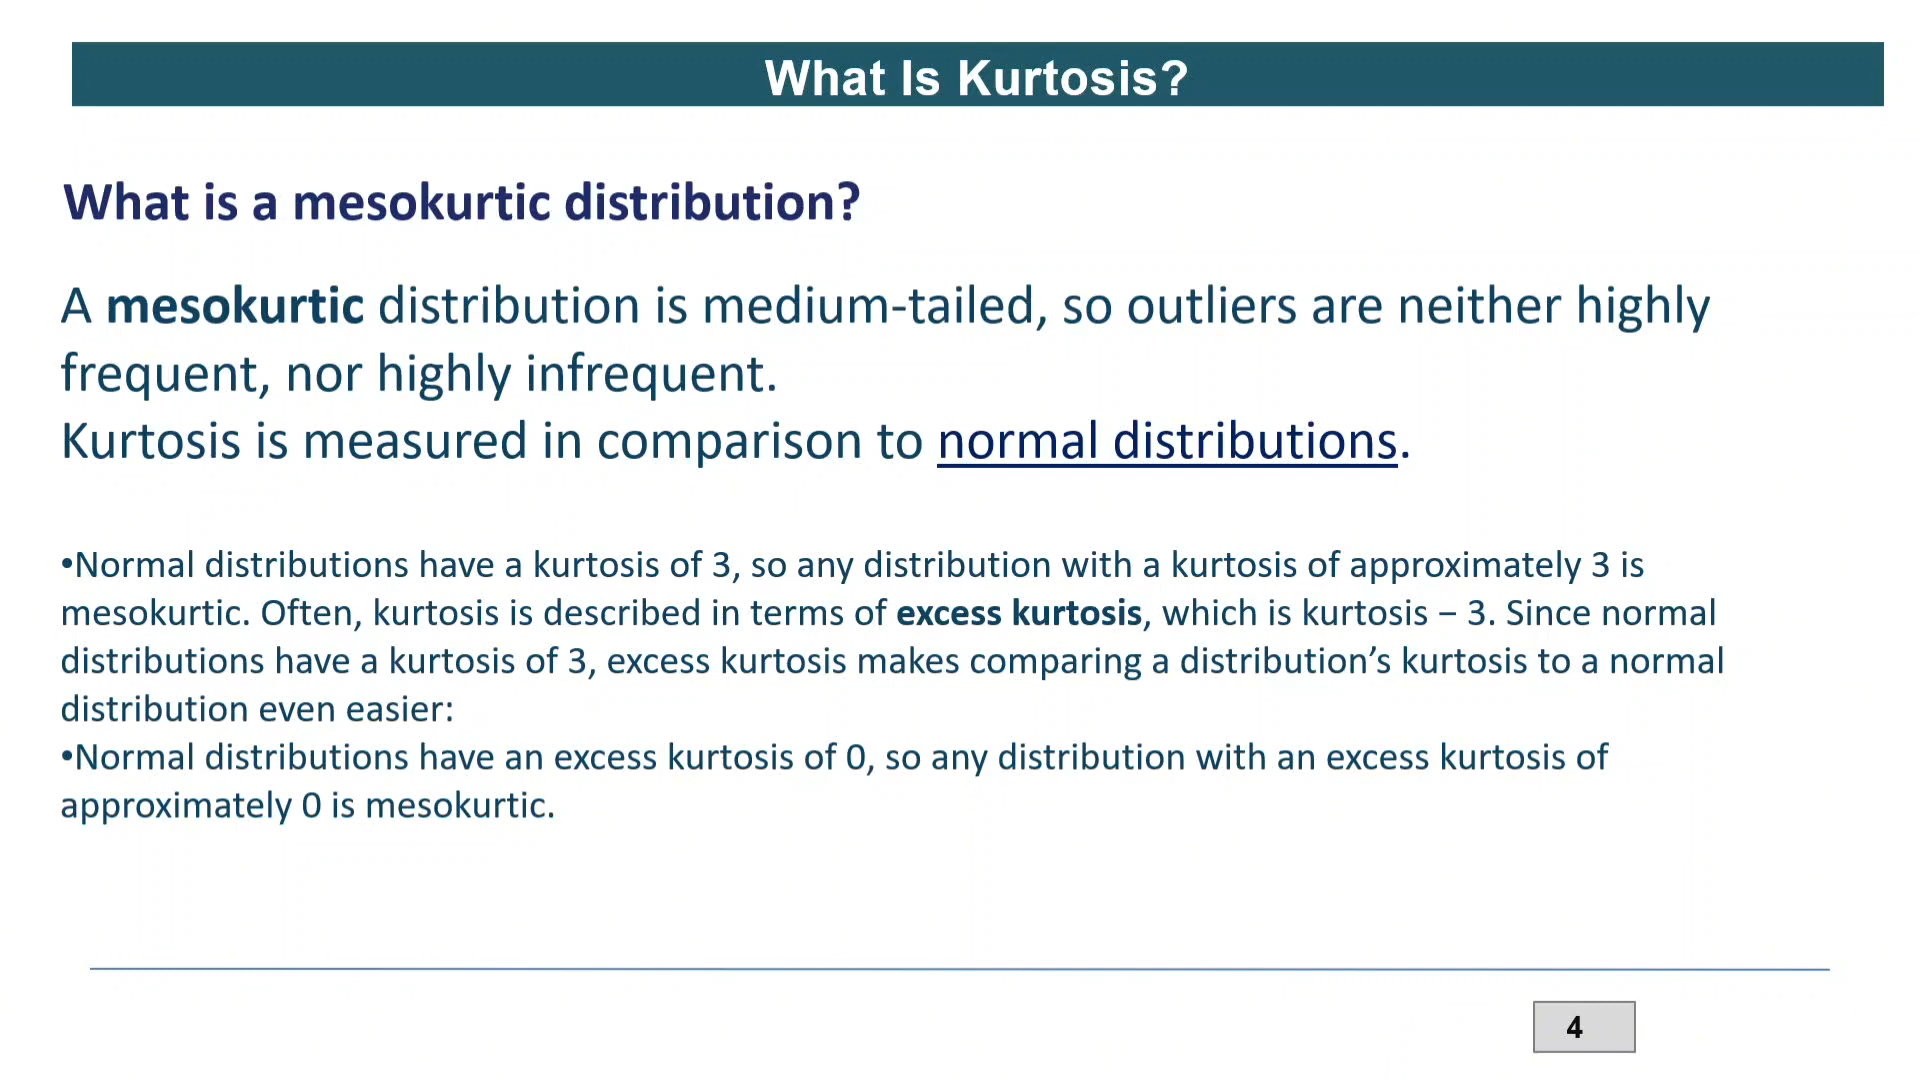 What Is Kurtosis?
What is a mesokurtic distribution?
A mesokurtic distribution is medium-tailed, so outliers are neither highly
frequent, nor highly infrequent.
Kurtosis is measured in comparison to normal distributions.
•Normal distributions have a kurtosis of 3, so any distribution with a kurtosis of approximately 3 is
mesokurtic. Often, kurtosis is described in terms of excess kurtosis, which is kurtosis − 3. Since normal
distributions have a kurtosis of 3, excess kurtosis makes comparing a distribution’s kurtosis to a normal
distribution even easier:
•Normal distributions have an excess kurtosis of 0, so any distribution with an excess kurtosis of
approximately 0 is mesokurtic.
4